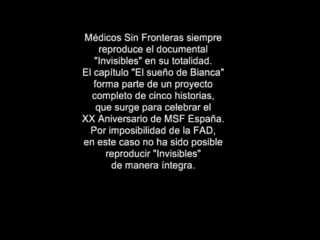 Médicos Sin Fronteras siempre
reproduce el documental
"Invisibles" en su totalidad.
El capítulo "El sueño de Bianca"
forma parte de un proyecto
completo de cinco historias,
que surge para celebrar el
XX Aniversario de MSF España.
Por imposibilidad de la FAD,
en este caso no ha sido posible
reproducir "Invisibles"
de manera íntegra.